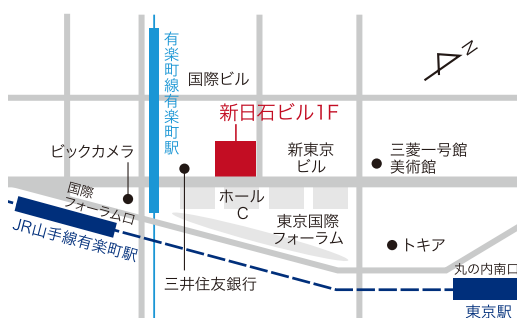 有楽町線有楽町駅
国際ビル
N
新日石ビル1F
ビックカメラ
新東京
ビル
三菱一号館
美術館
国際
フォーラム口
ホール
C
東京国際
フォーラム
JR山手線有楽町駅
トキア
三井住友銀行
丸の内南口
東京駅